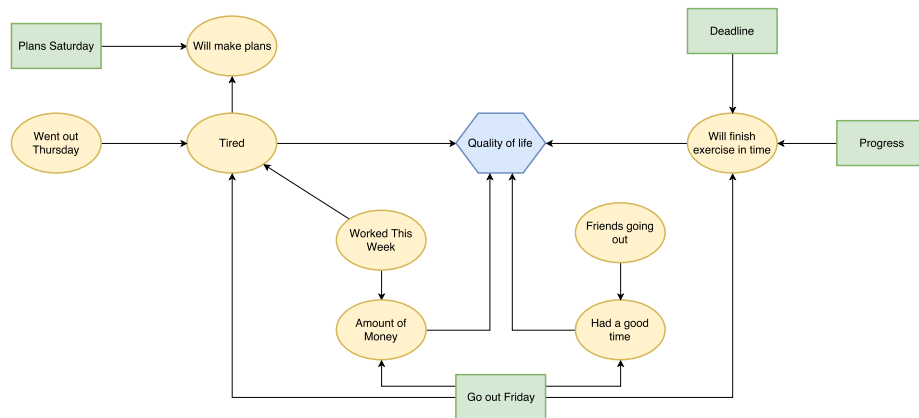 Plans Saturday
Will make plans
Deadline
Went out
Thursday
Tired
Quality of life
Will finish
exercise in time
Progress
Worked This
Week
Friends going
out
Amount of
Money
Had a good
time
Go out Friday